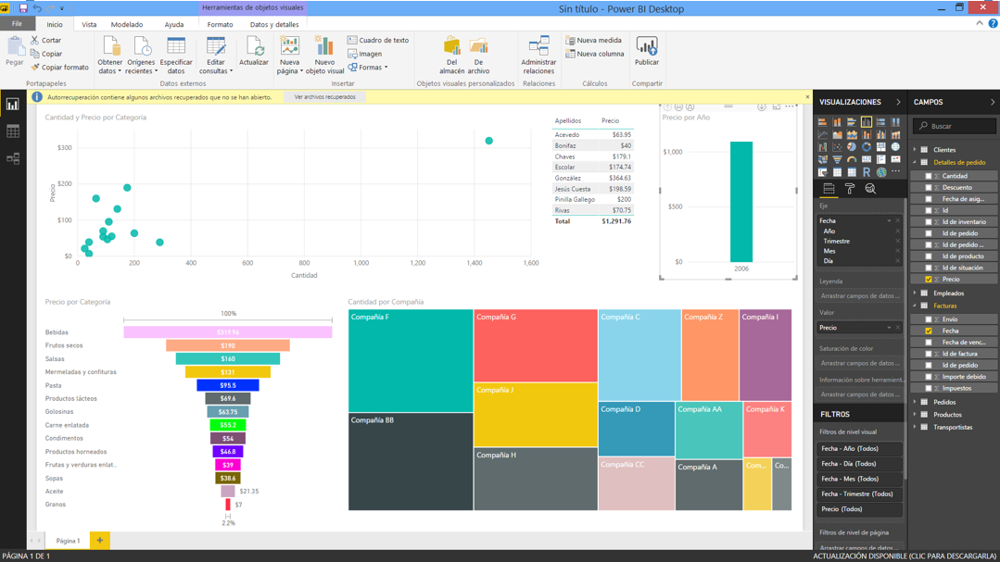 Herramientas de objetos visuales
Sin título - Power BI Desktop
File
Inicio
Vista
Modelado
Ayuda
Formato
Datos y detalles
Pegar
Cortar
Copiar
Copiar formato
Portapapeles
Obtener datos
Orígenes recientes
Especificar datos
Editar consultas
Actualizar
Datos externos
Nueva página
Nuevo objeto visual
Cuadro de texto
Imagen
Formas
Insertar
Del almacén
De archivo
Objetos visuales personalizados
Administrar relaciones
Relaciones
Nueva medida
Nueva columna
Cálculos
Publicar
Compartir
Autorrecuperación contiene algunos archivos recuperados que no se han abierto.
Ver archivos recuperados
Cantidad y Precio por Categoría
$300
$200
$100
$0
Precio
0 200 400 600 800 1,000 1,200 1,400 1,600
Cantidad
Apellidos Precio
Acevedo $63.95
Bonifaz $40
Chaves $179.1
Escolar $174.74
González $364.63
Jesús Cuesta $198.59
Pinilla Gallego $200
Rivas $70.75
Total $1,291.76
Precio por Año
$1,000
$500
$0
2006
Precio por Categoría
100%
Bebidas $319.96
Frutos secos $190
Salsas $160
Mermeladas y confituras $131
Pasta $95.5
Productos lácteos $69.6
Golosinas $63.75
Carne enlatada $55.2
Condimentos $54
Productos horneados $46.8
Frutas y verduras enlat... $39
Sopas $38.6
Aceite $21.35
Granos $7
2.2%
Cantidad por Compañía
Compañía F
Compañía BB
Compañía G
Compañía J
Compañía H
Compañía C
Compañía Z
Compañía I
Compañía D
Compañía AA
Compañía K
Compañía CC
Compañía A
Com...
Co...
VISUALIZACIONES
Eje
Fecha
Año
Trimestre
Mes
Día
Leyenda
Arrastrar campos de datos ...
Valor
Precio
Saturación de color
Arrastrar campos de datos ...
Información sobre herramient...
Arrastrar campos de datos ...
FILTROS
Filtros de nivel visual
Fecha - Año (Todos)
Fecha - Día (Todos)
Fecha - Mes (Todos)
Fecha - Trimestre (Todos)
Precio (Todos)
Filtros de nivel de página
Arrastrar campos de datos ...
CAMPOS
Buscar
Clientes
Detalles de pedido
Cantidad
Descuento
Fecha de asig...
Id
Id de inventario
Id de pedido
Id de pedido ...
Id de producto
Id de situación
Precio
Empleados
Facturas
Envío
Fecha
Fecha de venc...
Id de factura
Id de pedido
Importe debido
Impuestos
Pedidos
Productos
Transportistas
Página 1
PÁGINA 1 DE 1
ACTUALIZACIÓN DISPONIBLE (CLIC PARA DESCARGARLA)